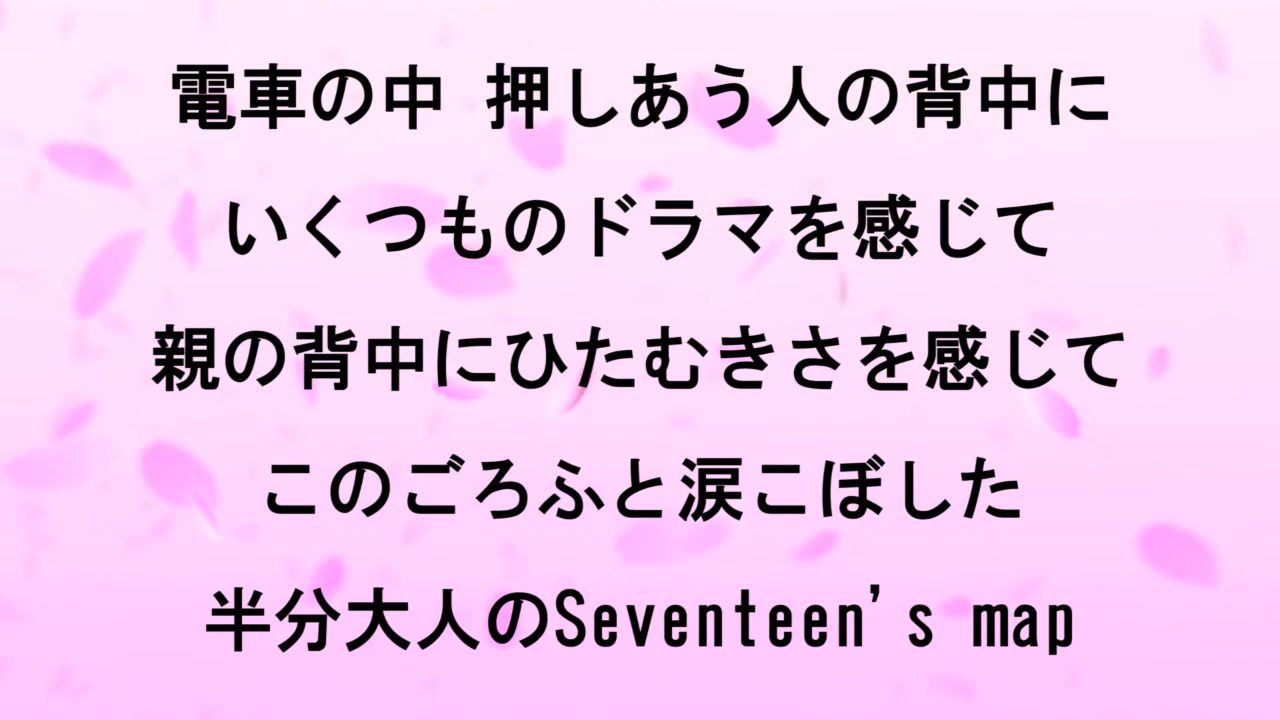 電車の中 押しあう人の背中に
いくつものドラマを感じて
親の背中にひたむきさを感じて
このごろふと涙こぼした
半分大人のSeventeen's map